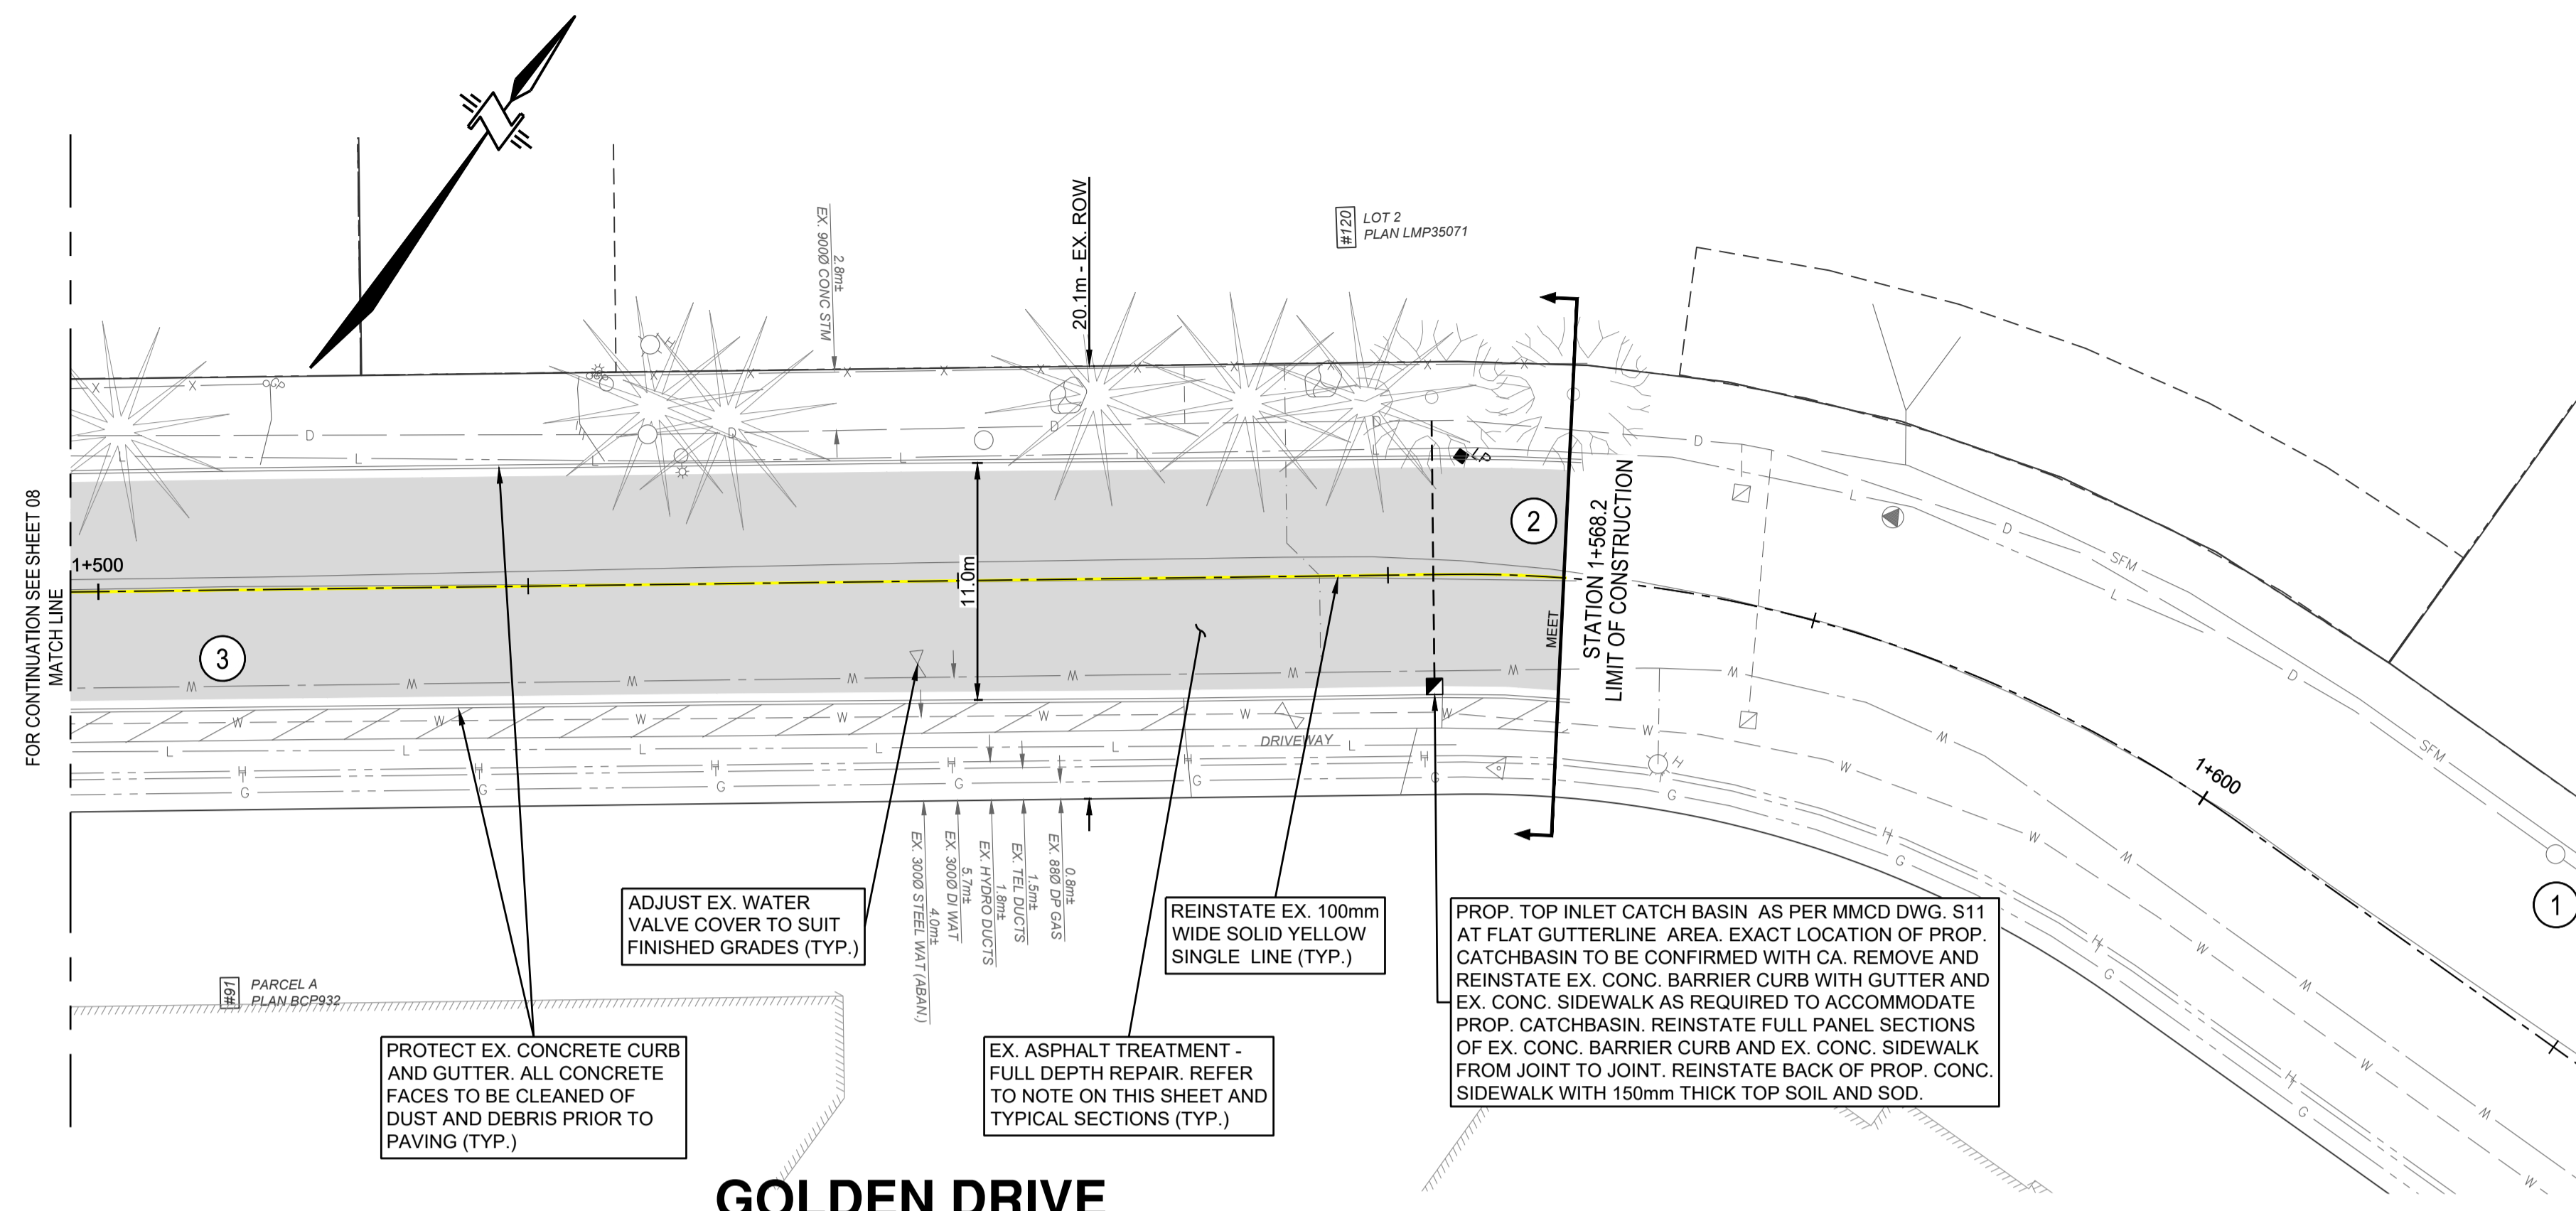 EX. 900Ø CONC STM
2.8m±
20.1m - EX. ROW
#120
LOT 2
PLAN LMP35071
FOR CONTINUATION SEE SHEET 08
MATCH LINE
1+500
3
11.0m
2
LP
MEET
STATION 1+568.2
LIMIT OF CONSTRUCTION
DRIVEWAY
1+600
1
SFM
SFM
EX. 300Ø STEEL WAT (ABAN.)
4.0m±
EX. 300Ø DI WAT
5.7m±
EX. HYDRO DUCTS
1.8m±
EX. TEL DUCTS
1.5m±
EX. 88Ø DP GAS
0.8m±
ADJUST EX. WATER
VALVE COVER TO SUIT
FINISHED GRADES (TYP.)
REINSTATE EX. 100mm
WIDE SOLID YELLOW
SINGLE LINE (TYP.)
PROP. TOP INLET CATCH BASIN AS PER MMCD DWG. S11
AT FLAT GUTTERLINE AREA. EXACT LOCATION OF PROP.
CATCHBASIN TO BE CONFIRMED WITH CA. REMOVE AND
REINSTATE EX. CONC. BARRIER CURB WITH GUTTER AND
EX. CONC. SIDEWALK AS REQUIRED TO ACCOMMODATE
PROP. CATCHBASIN. REINSTATE FULL PANEL SECTIONS
OF EX. CONC. BARRIER CURB AND EX. CONC. SIDEWALK
FROM JOINT TO JOINT. REINSTATE BACK OF PROP. CONC.
SIDEWALK WITH 150mm THICK TOP SOIL AND SOD.
#91
PARCEL A
PLAN BCP932
PROTECT EX. CONCRETE CURB
AND GUTTER. ALL CONCRETE
FACES TO BE CLEANED OF
DUST AND DEBRIS PRIOR TO
PAVING (TYP.)
EX. ASPHALT TREATMENT -
FULL DEPTH REPAIR. REFER
TO NOTE ON THIS SHEET AND
TYPICAL SECTIONS (TYP.)
GOLDEN DRIVE